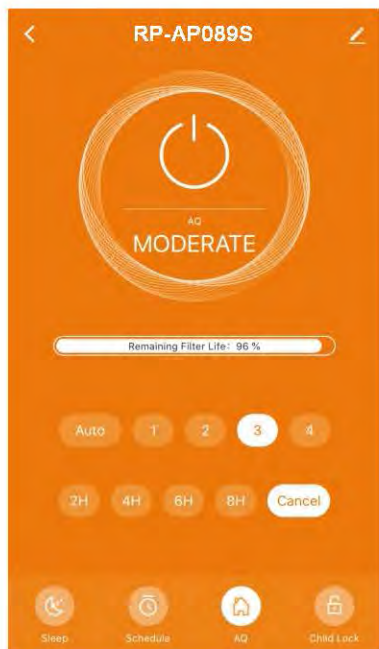 RP-AP089S
AQ
MODERATE
Remaining Filter Life: 96 %
Auto 1 2 3 4
2H 4H 6H 8H Cancel
Sleep Schedule AQ Child Lock